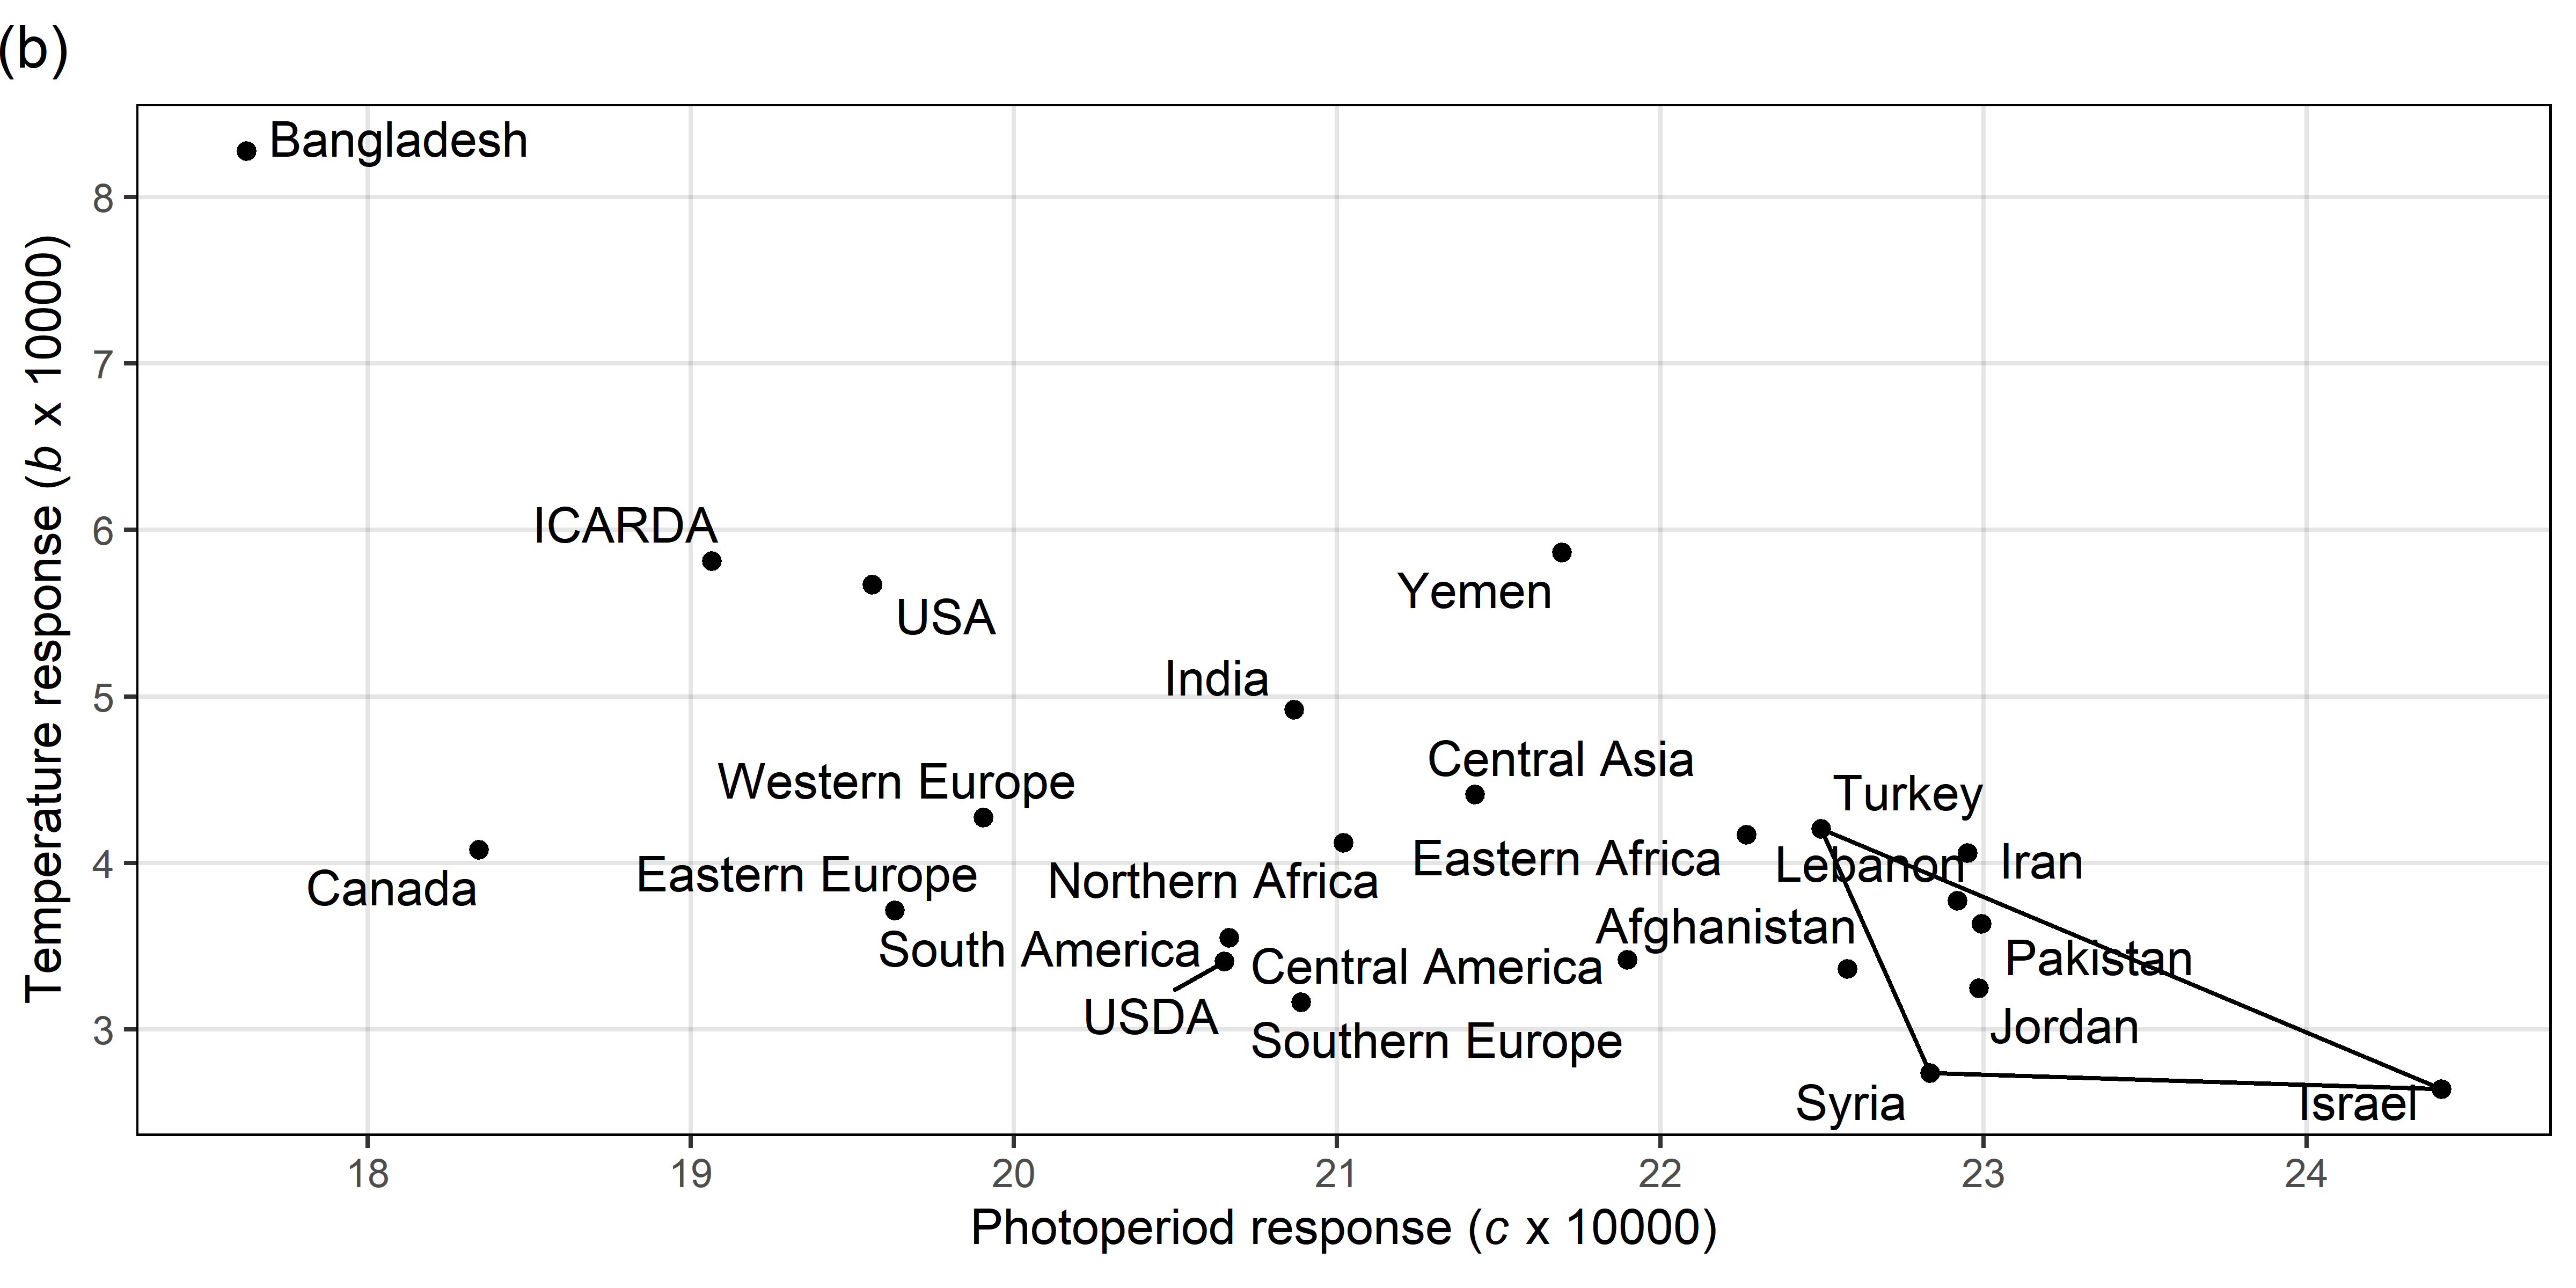 (b)
Bangladesh
8
7
ICARDA
6
USA
Yemen
India
5
Central Asia
Western Europe
Turkey
4
Canada
Eastern Europe
Northern Africa
Eastern Africa
Lebanon
Iran
Afghanistan
South America
Central America
Pakistan
USDA
3
Southern Europe
Jordan
Syria
Israel
Temperature response (b x 10000)
18 19 20 21 22 23 24
Photoperiod response (c x 10000)